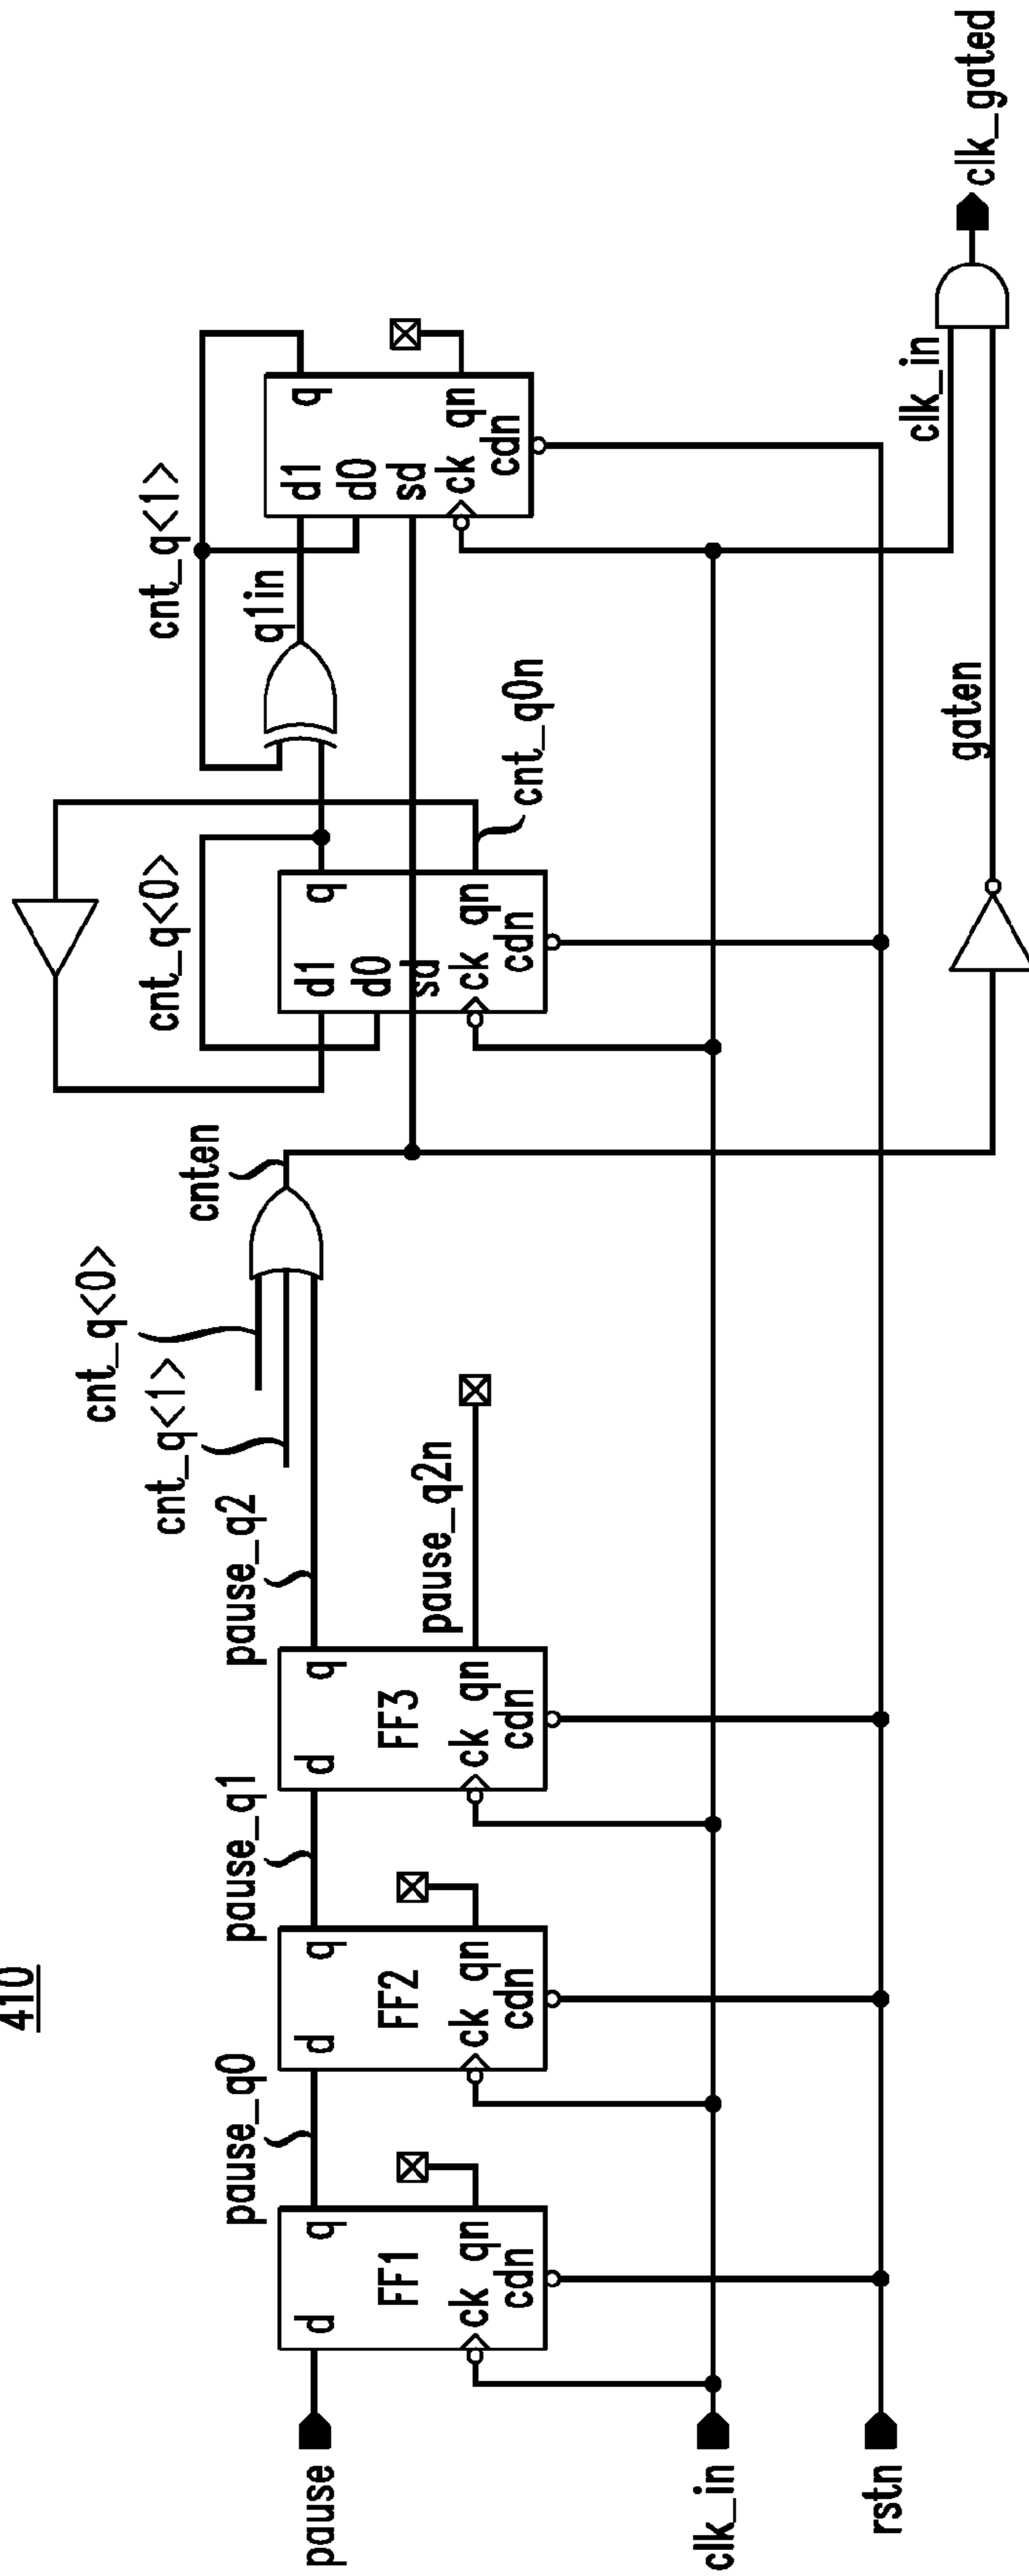 410
pause
clk_in
rstn
d
q
FF1
ck
qn
cdn
pause_q0
d
q
FF2
ck
qn
cdn
pause_q1
d
q
FF3
ck
qn
cdn
pause_q2
pause_q2n
cnt_q<1>
cnt_q<0>
cnten
cnt_q<0>
d1
q
d0
sd
ck
qn
cdn
cnt_q0n
q1in
cnt_q<1>
d1
q
d0
sd
ck
qn
cdn
gaten
clk_in
clk_gated